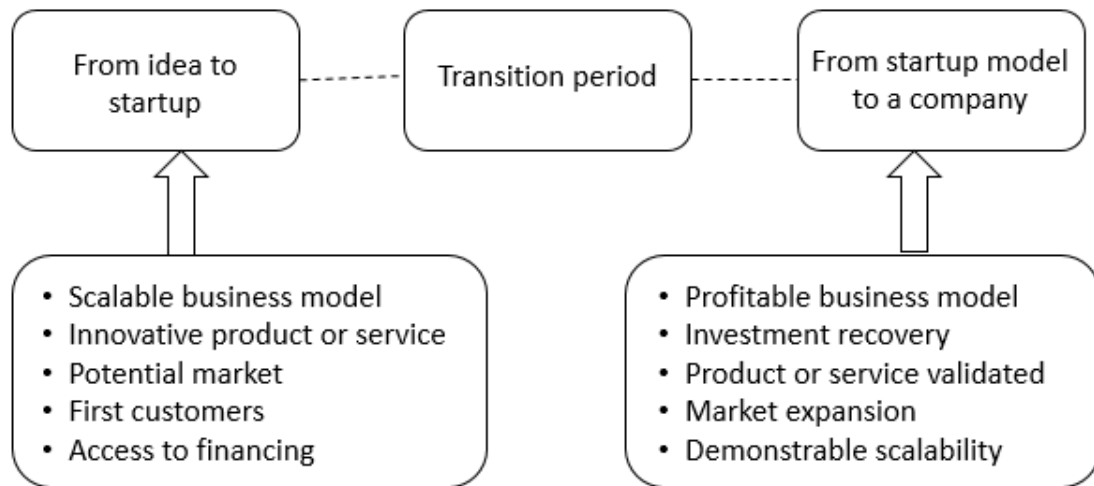 From idea to
startup
Transition period
From startup model
to a company
• Scalable business model
• Innovative product or service
• Potential market
• First customers
• Access to financing
• Profitable business model
• Investment recovery
• Product or service validated
• Market expansion
• Demonstrable scalability